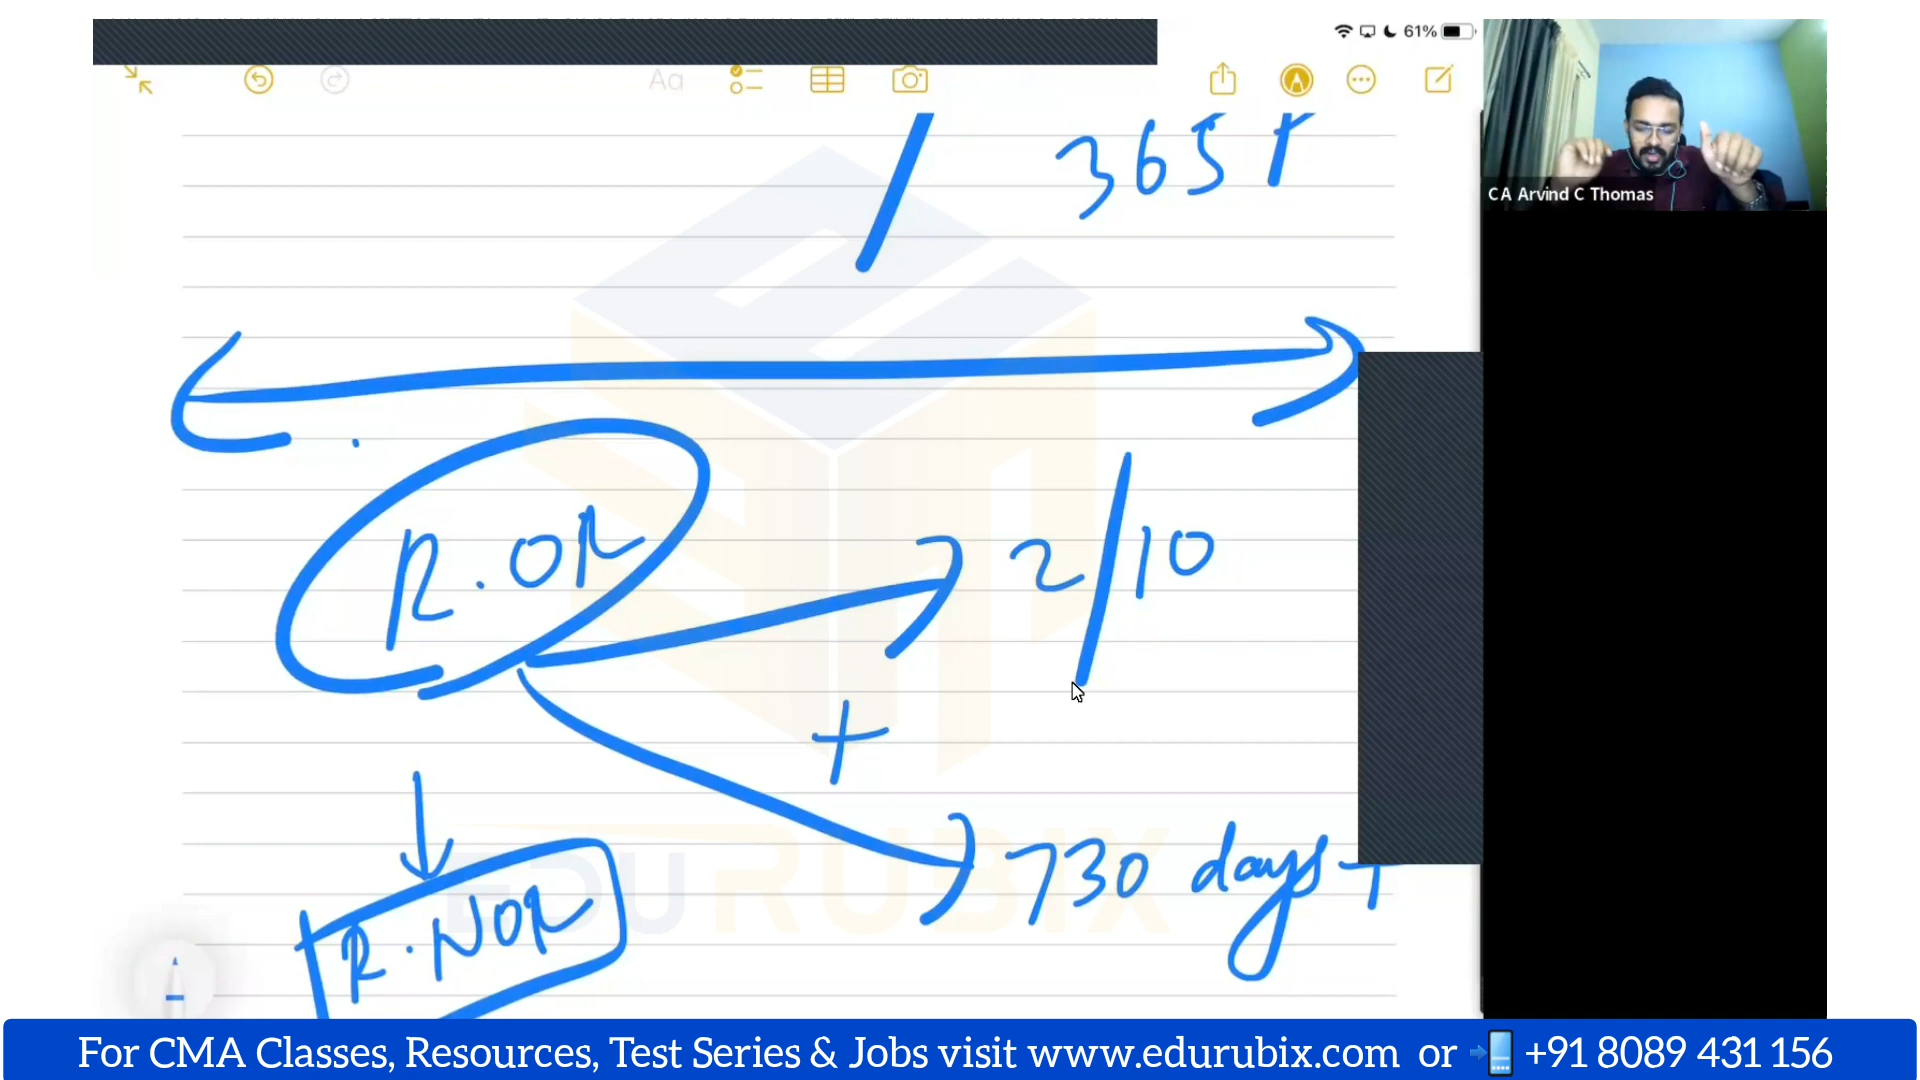 61%
Aa
365+
CA Arvind C Thomas
R.OR
2/10
+
730 days +
R.NOR
EDURUBIX
For CMA Classes, Resources, Test Series & Jobs visit www.edurubix.com or +91 8089 431 156